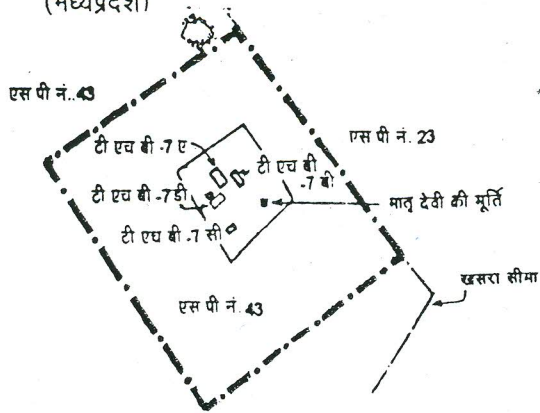 (मध्यप्रदेश)
एस पी नं..43
एस पी नं. 23
टी एच बी -7 ए
टी एच बी
-7 बी
टी एच बी -7 डी
मातृ देवी की मूर्ति
टी एच बी -7 सी
खसरा सीमा
एस पी नं. 43